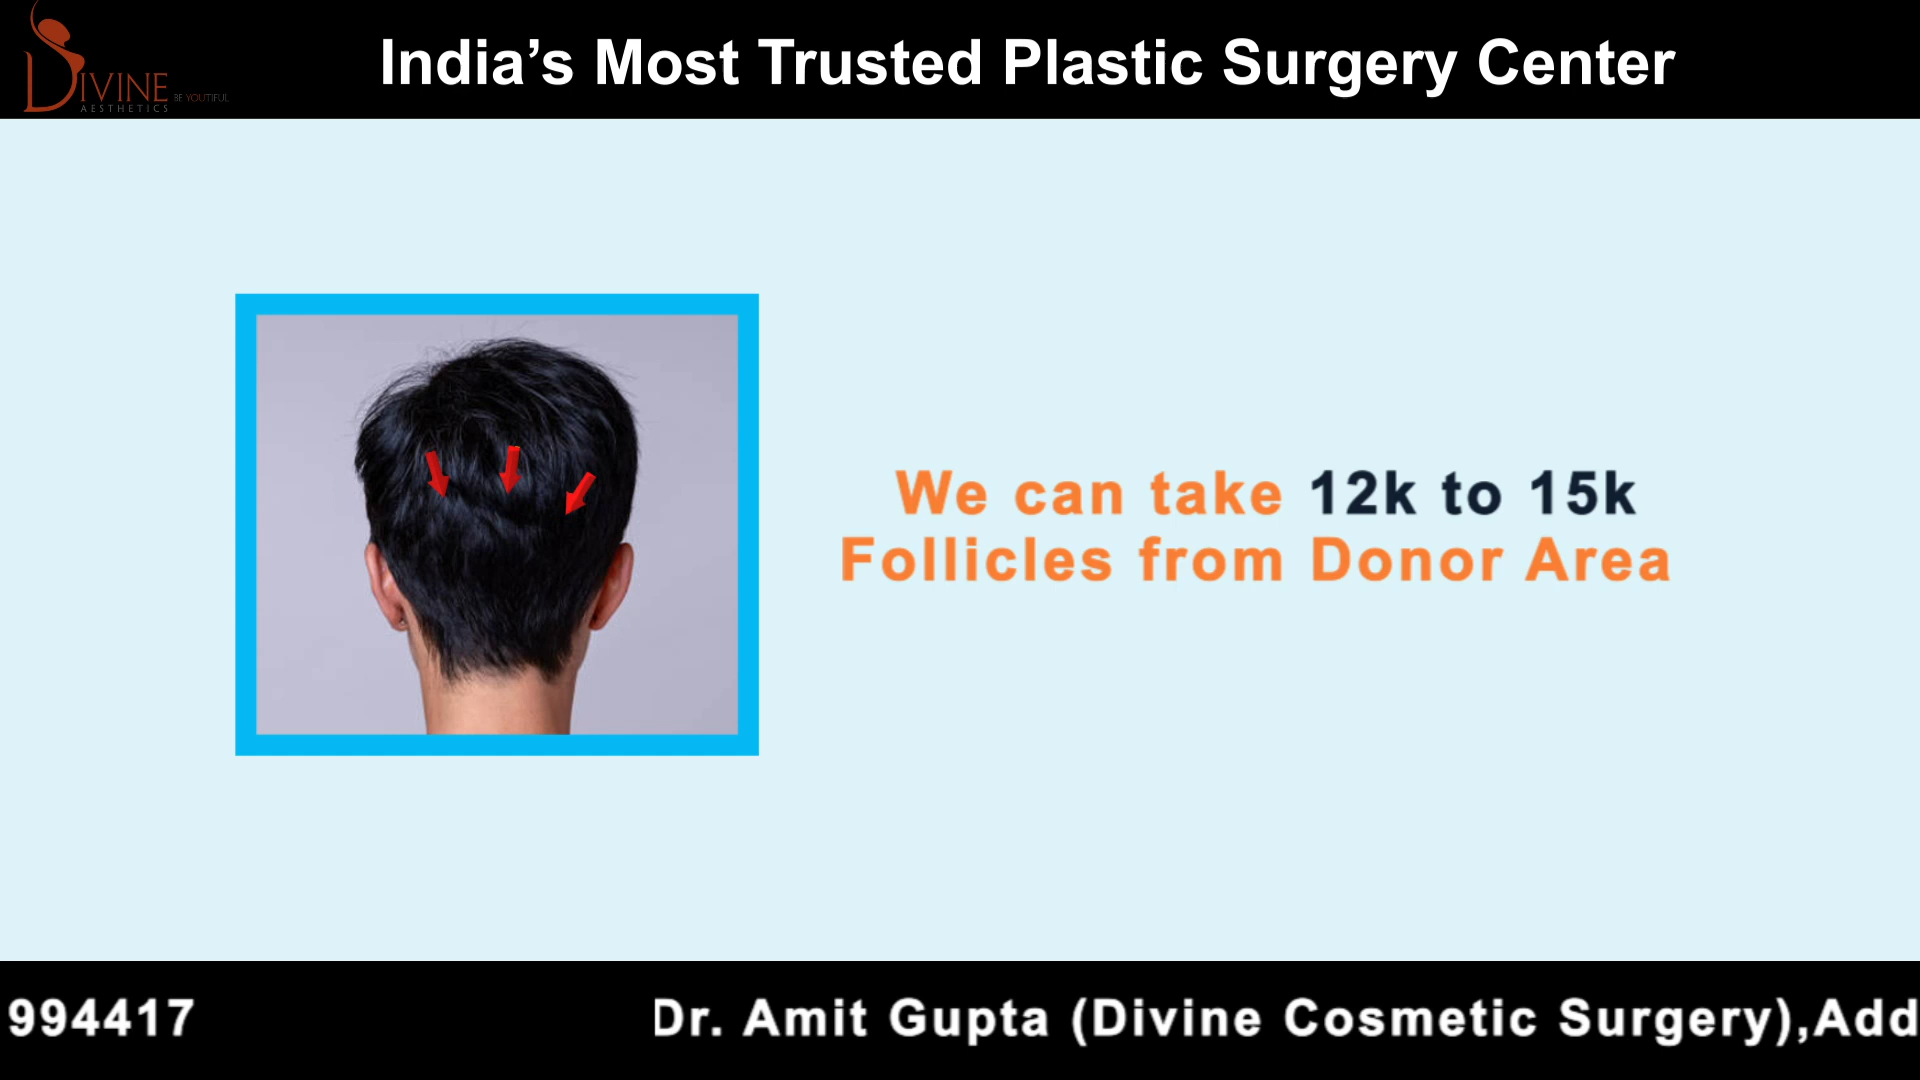 DIVINE
AESTHETICS
BE YOUTIFUL
India’s Most Trusted Plastic Surgery Center
We can take 12k to 15k
Follicles from Donor Area
994417
Dr. Amit Gupta (Divine Cosmetic Surgery),Add